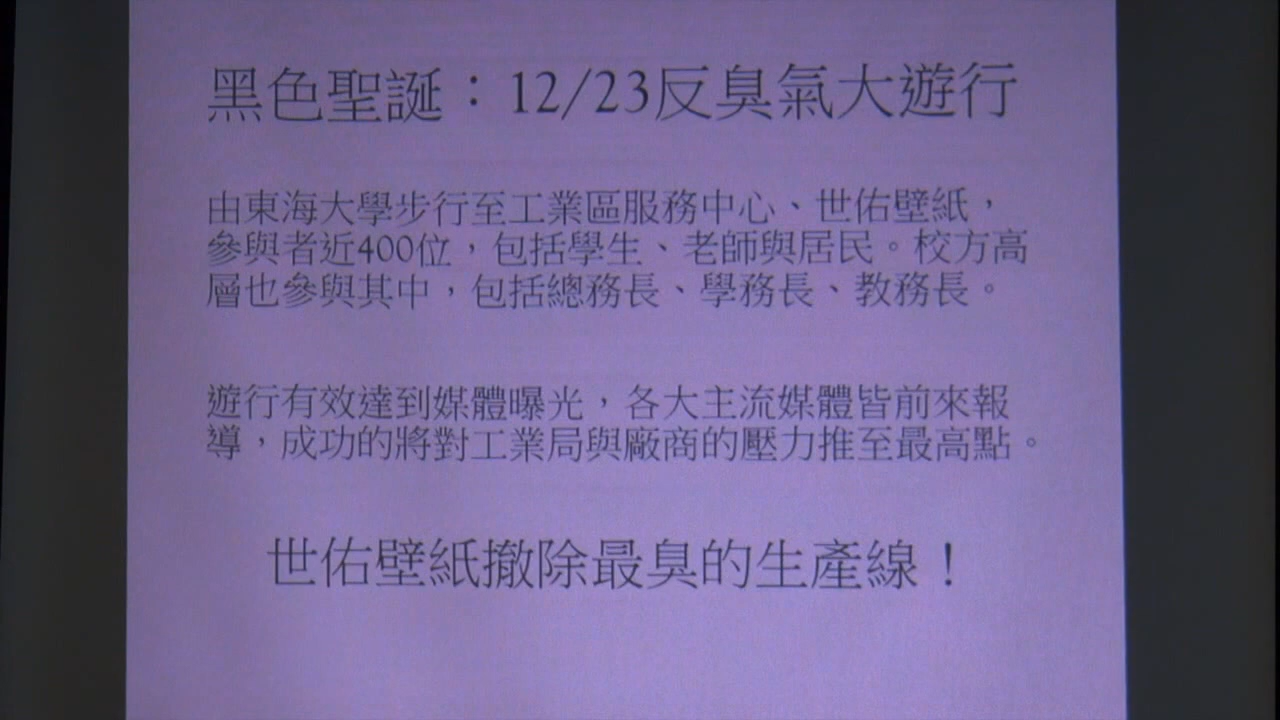 黑色聖誕：12/23反臭氣大遊行
由東海大學步行至工業區服務中心、世佑壁紙，
參與者近400位，包括學生、老師與居民。校方高
層也參與其中，包括總務長、學務長、教務長。
遊行有效達到媒體曝光，各大主流媒體皆前來報
導，成功的將對工業局與廠商的壓力推至最高點。
世佑壁紙撤除最臭的生產線！